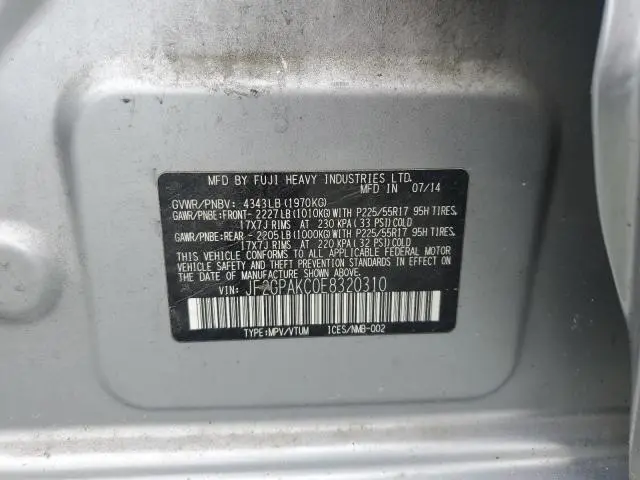 MFD BY FUJI HEAVY INDUSTRIES LTD.
MFD IN 07/14
GVWR/PNBV: 4343LB(1970KG)
GAWR/PNBE: FRONT- 2227LB(1010KG)WITH P225/55R17 95H TIRES,
17X7J RIMS AT 230 KPA(33 PSI)COLD
GAWR/PNBE: REAR - 2205LB(1000KG)WITH P225/55R17 95H TIRES,
17X7J RIMS AT 220 KPA(32 PSI)COLD
THIS VEHICLE CONFORMS TO ALL APPLICABLE FEDERAL MOTOR
VEHICLE SAFETY AND THEFT PREVENTION STANDARDS IN EFFECT
ON THE DATE OF MANUFACTURE SHOWN ABOVE.
VIN: JF2GPAKC0F8320310
TYPE:MPV/VTUM ICES/NMB-002